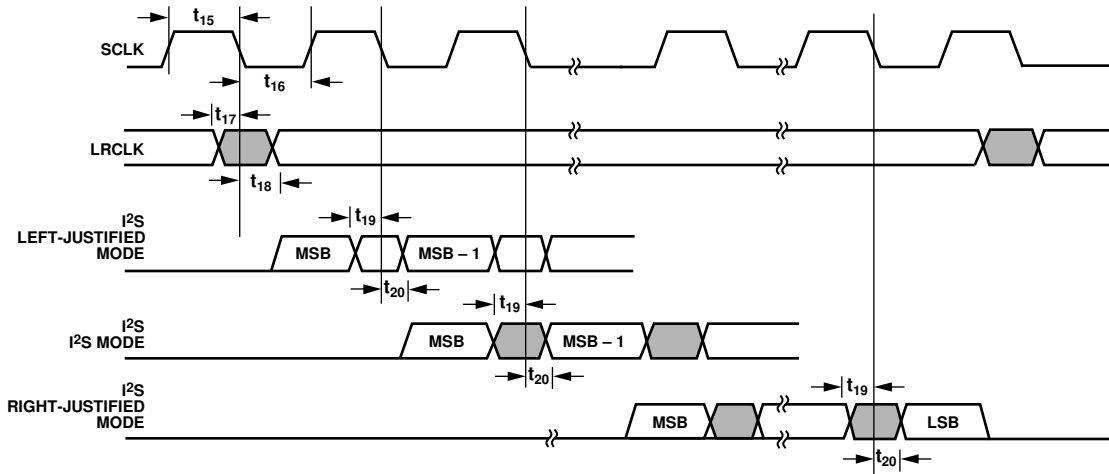 t15
SCLK
t16
t17
LRCLK
t18
I²S
LEFT-JUSTIFIED
MODE
t19
MSB
MSB – 1
t20
I²S
I²S MODE
t19
MSB
MSB – 1
t20
I²S
RIGHT-JUSTIFIED
MODE
t19
MSB
LSB
t20